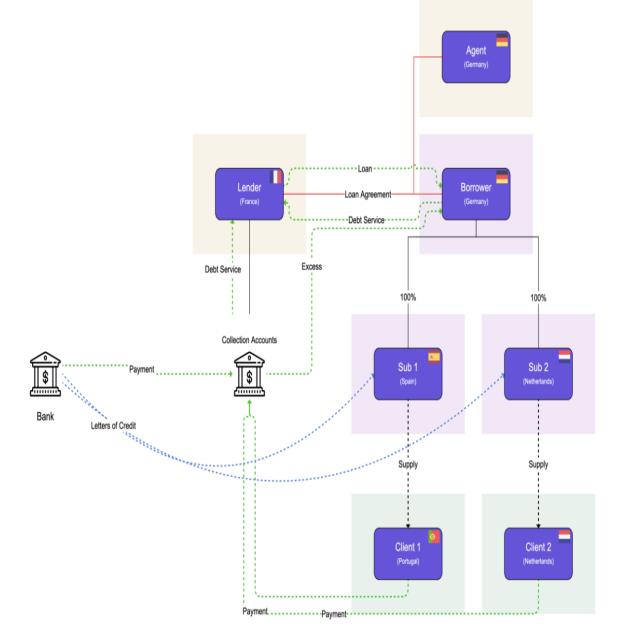 Agent
(Germany)
Loan
Lender
(France)
Loan Agreement
Borrower
(Germany)
Debt Service
Debt Service
Excess
100%
100%
Collection Accounts
$
Payment
$
Sub 1
(Spain)
Sub 2
(Netherlands)
Bank
Letters of Credit
Supply
Supply
Client 1
(Portugal)
Client 2
(Netherlands)
Payment
Payment